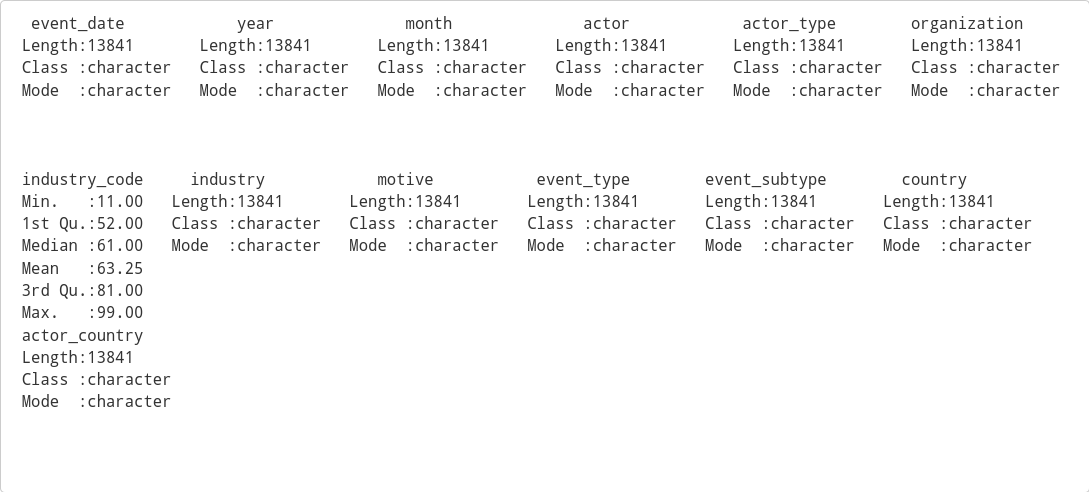 event_date year month actor actor_type organization
Length:13841 Length:13841 Length:13841 Length:13841 Length:13841 Length:13841
Class :character Class :character Class :character Class :character Class :character Class :character
Mode :character Mode :character Mode :character Mode :character Mode :character Mode :character
industry_code industry motive event_type event_subtype country
Min. :11.00 Length:13841 Length:13841 Length:13841 Length:13841 Length:13841
1st Qu.:52.00 Class :character Class :character Class :character Class :character Class :character
Median :61.00 Mode :character Mode :character Mode :character Mode :character Mode :character
Mean :63.25
3rd Qu.:81.00
Max. :99.00
actor_country
Length:13841
Class :character
Mode :character